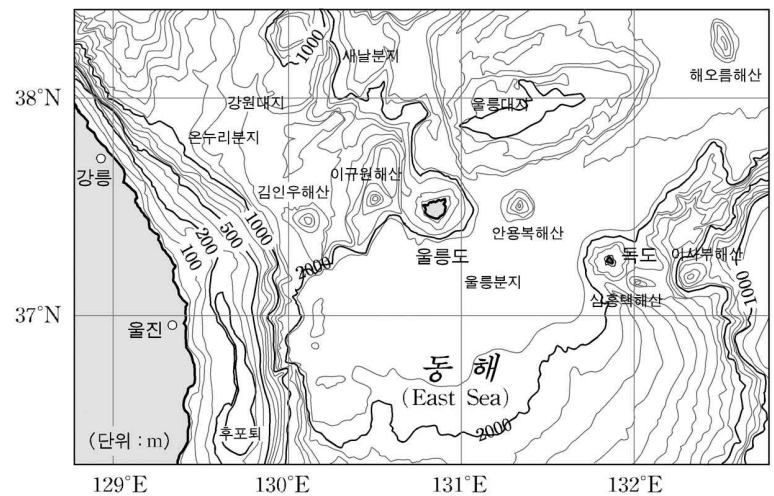 1000
새날분지
해오름해산
38°N
강원대지
울릉대지
온누리분지
강릉
김인우해산
이규원해산
안용복해산
100
200
500
1000
2000
울릉도
독도
이사부해산
울릉분지
심흥택해산
1000
37°N
울진
동해
(East Sea)
2000
후포퇴
(단위 : m)
129°E
130°E
131°E
132°E